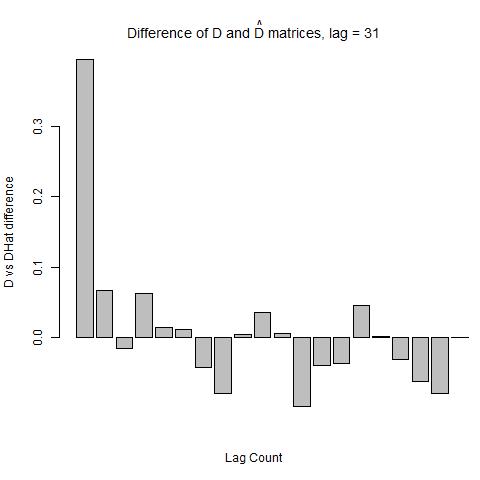 Difference of D and D̂ matrices, lag = 31
D vs DHat difference
0.3
0.2
0.1
0.0
Lag Count